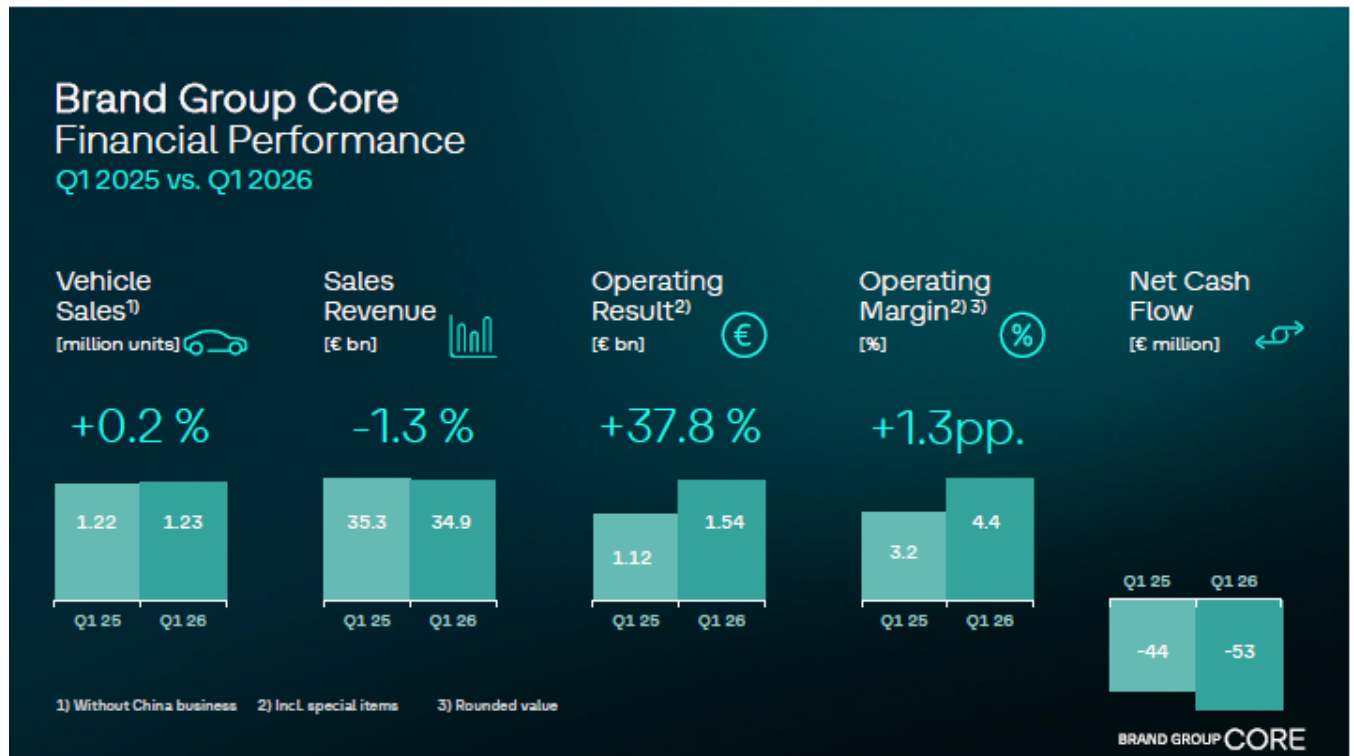 Brand Group Core
Financial Performance
Q1 2025 vs. Q1 2026
Vehicle
Sales¹⁾
[million units]
+0.2 %
1.22 1.23
Q1 25 Q1 26
Sales
Revenue
[€ bn]
-1.3 %
35.3 34.9
Q1 25 Q1 26
Operating
Result²⁾
[€ bn]
€
+37.8 %
1.12 1.54
Q1 25 Q1 26
Operating
Margin²⁾ ³⁾
[%]
%
+1.3pp.
3.2 4.4
Q1 25 Q1 26
Net Cash
Flow
[€ million]
Q1 25 Q1 26
-44 -53
1) Without China business 2) Incl. special items 3) Rounded value
BRAND GROUP CORE